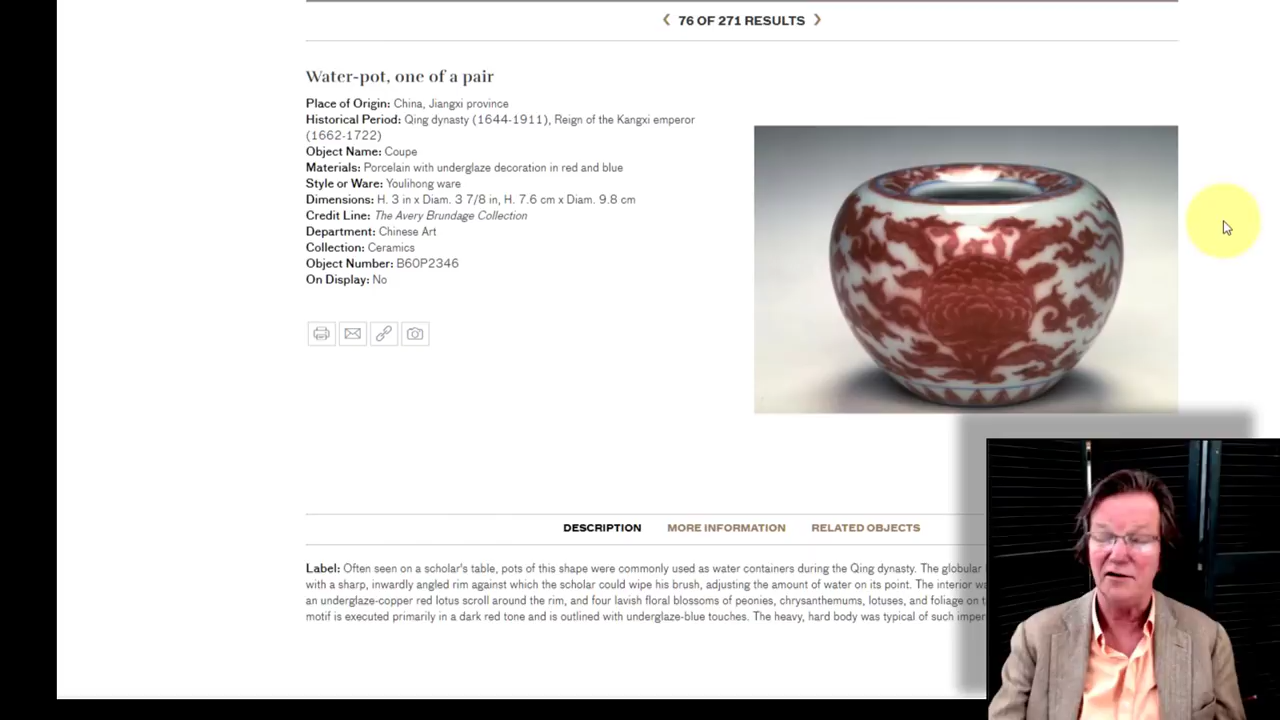 76 OF 271 RESULTS
Water-pot, one of a pair
Place of Origin: China, Jiangxi province
Historical Period: Qing dynasty (1644-1911), Reign of the Kangxi emperor
(1662-1722)
Object Name: Coupe
Materials: Porcelain with underglaze decoration in red and blue
Style or Ware: Youlihong ware
Dimensions: H. 3 in x Diam. 3 7/8 in, H. 7.6 cm x Diam. 9.8 cm
Credit Line: The Avery Brundage Collection
Department: Chinese Art
Collection: Ceramics
Object Number: B60P2346
On Display: No
DESCRIPTION MORE INFORMATION RELATED OBJECTS
Label: Often seen on a scholar's table, pots of this shape were commonly used as water containers during the Qing dynasty. The globular
with a sharp, inwardly angled rim against which the scholar could wipe his brush, adjusting the amount of water on its point. The interior
an underglaze-copper red lotus scroll around the rim, and four lavish floral blossoms of peonies, chrysanthemums, lotuses, and foliage on
motif is executed primarily in a dark red tone and is outlined with underglaze-blue touches. The heavy, hard body was typical of such